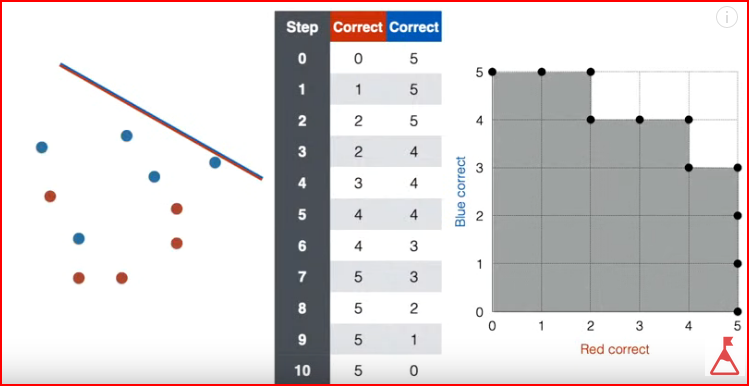 Step Correct Correct
0 0 5
1 1 5
2 2 5
3 2 4
4 3 4
5 4 4
6 4 3
7 5 3
8 5 2
9 5 1
10 5 0
Blue correct
5
4
3
2
1
0
0 1 2 3 4 5
Red correct
i